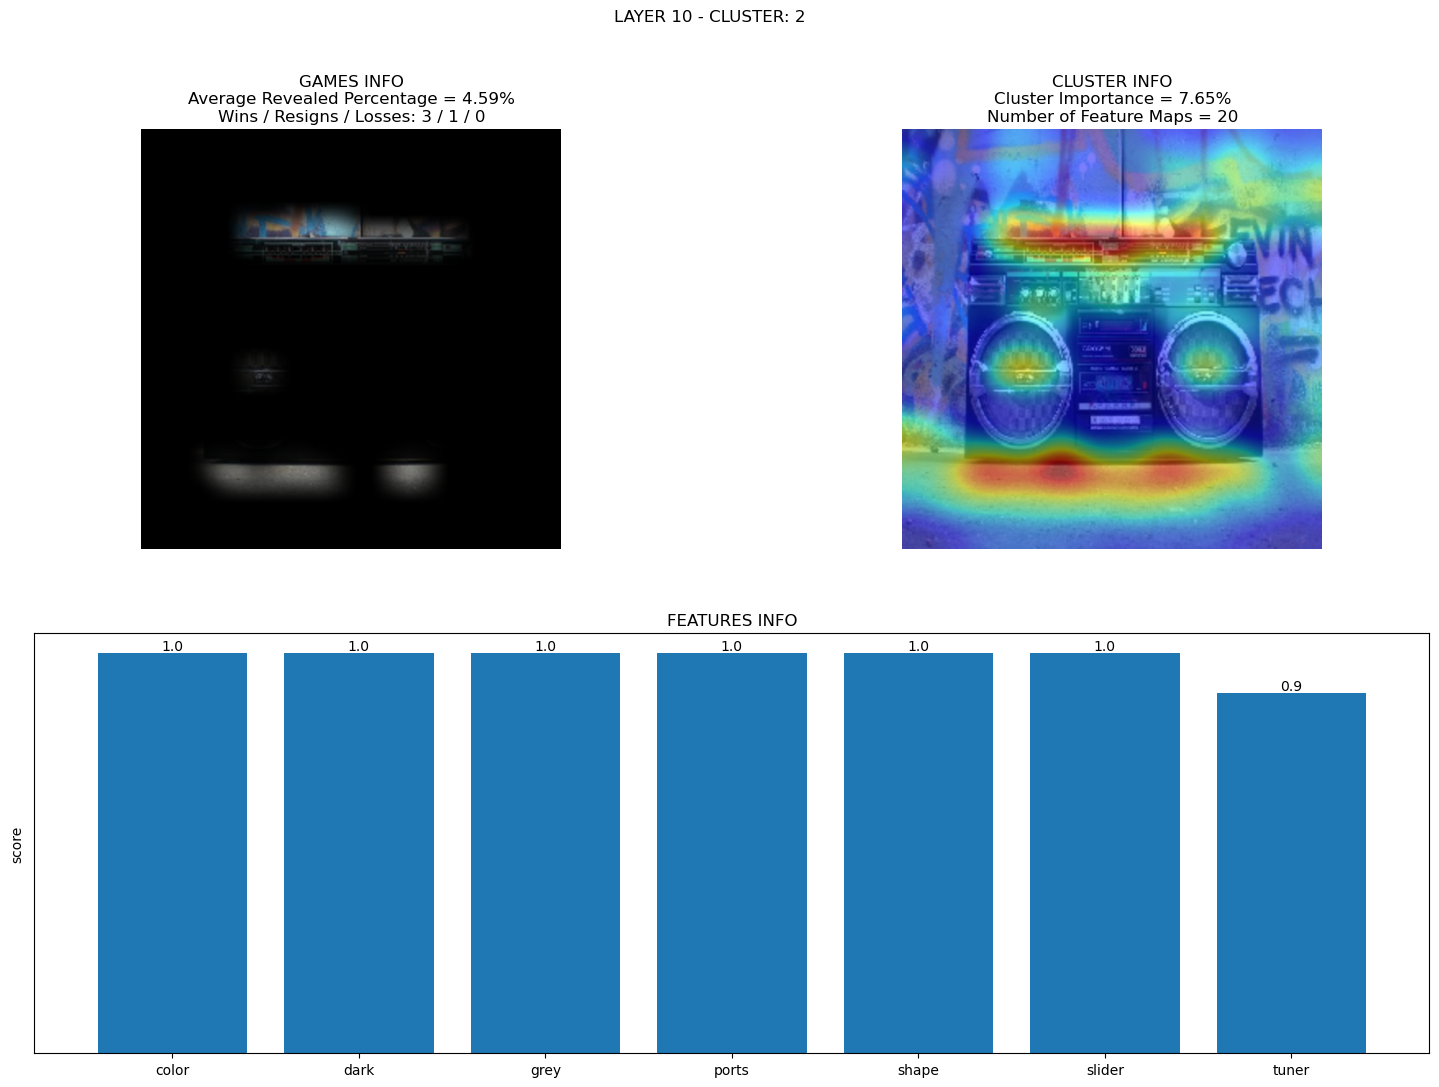 LAYER 10 - CLUSTER: 2
GAMES INFO
Average Revealed Percentage = 4.59%
Wins / Resigns / Losses: 3 / 1 / 0
CLUSTER INFO
Cluster Importance = 7.65%
Number of Feature Maps = 20
EVIN
ECH
FEATURES INFO
score
1.0 1.0 1.0 1.0 1.0 1.0 0.9
color dark grey ports shape slider tuner